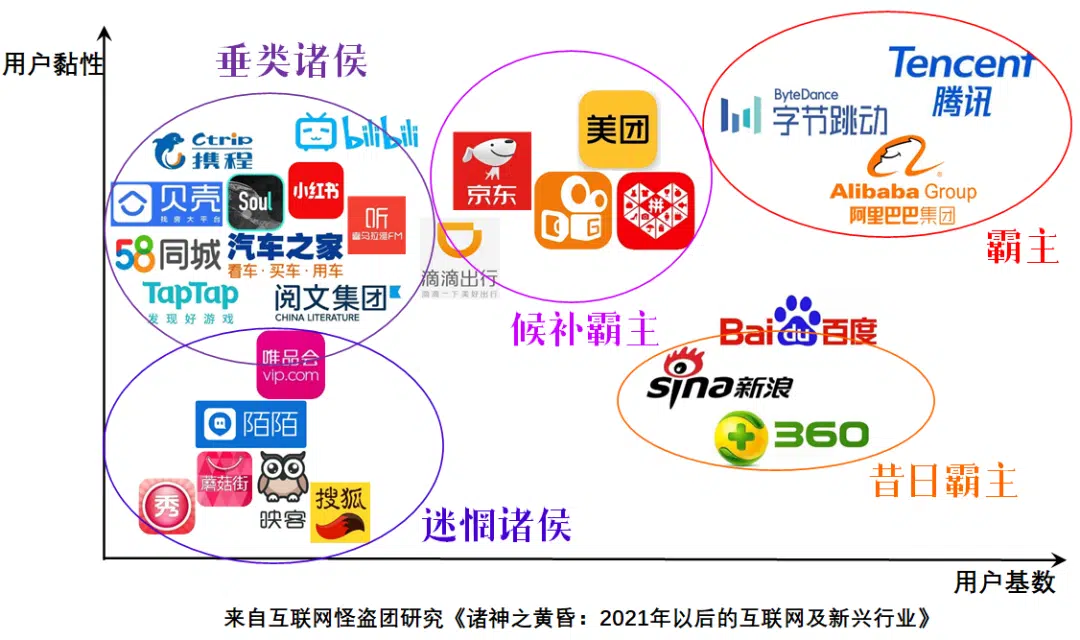 用户黏性
垂类诸侯
Ctrip
携程
bilibili
贝壳
找房大平台
Soul
小红书
听
喜马拉雅FM
58同城
汽车之家
看车·买车·用车
TapTap
发现好游戏
阅文集团
CHINA LITERATURE
京东
美团
拼
滴滴出行
滴滴一下 美好出行
候补霸主
Tencent
腾讯
ByteDance
字节跳动
Alibaba Group
阿里巴巴集团
霸主
Bai du 百度
sina新浪
360
昔日霸主
唯品会
vip.com
陌陌
蘑菇街
秀
映客
搜狐
迷惘诸侯
用户基数
来自互联网怪盗团研究《诸神之黄昏：2021年以后的互联网及新兴行业》